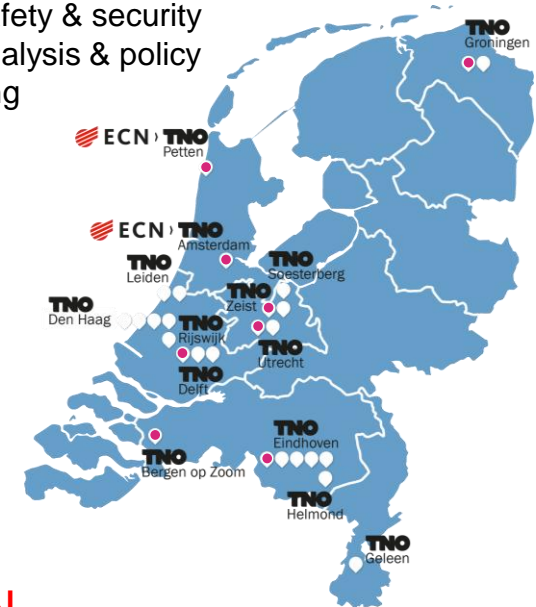 fety & security
alysis & policy
ng
TNO
Groningen
ECN › TNO
Petten
ECN › TNO
Amsterdam
TNO
Leiden
TNO
Soesterberg
TNO
Zeist
TNO
Den Haag
TNO
Rijswijk
TNO
Utrecht
TNO
Delft
TNO
Eindhoven
TNO
Bergen op Zoom
TNO
Helmond
TNO
Geleen